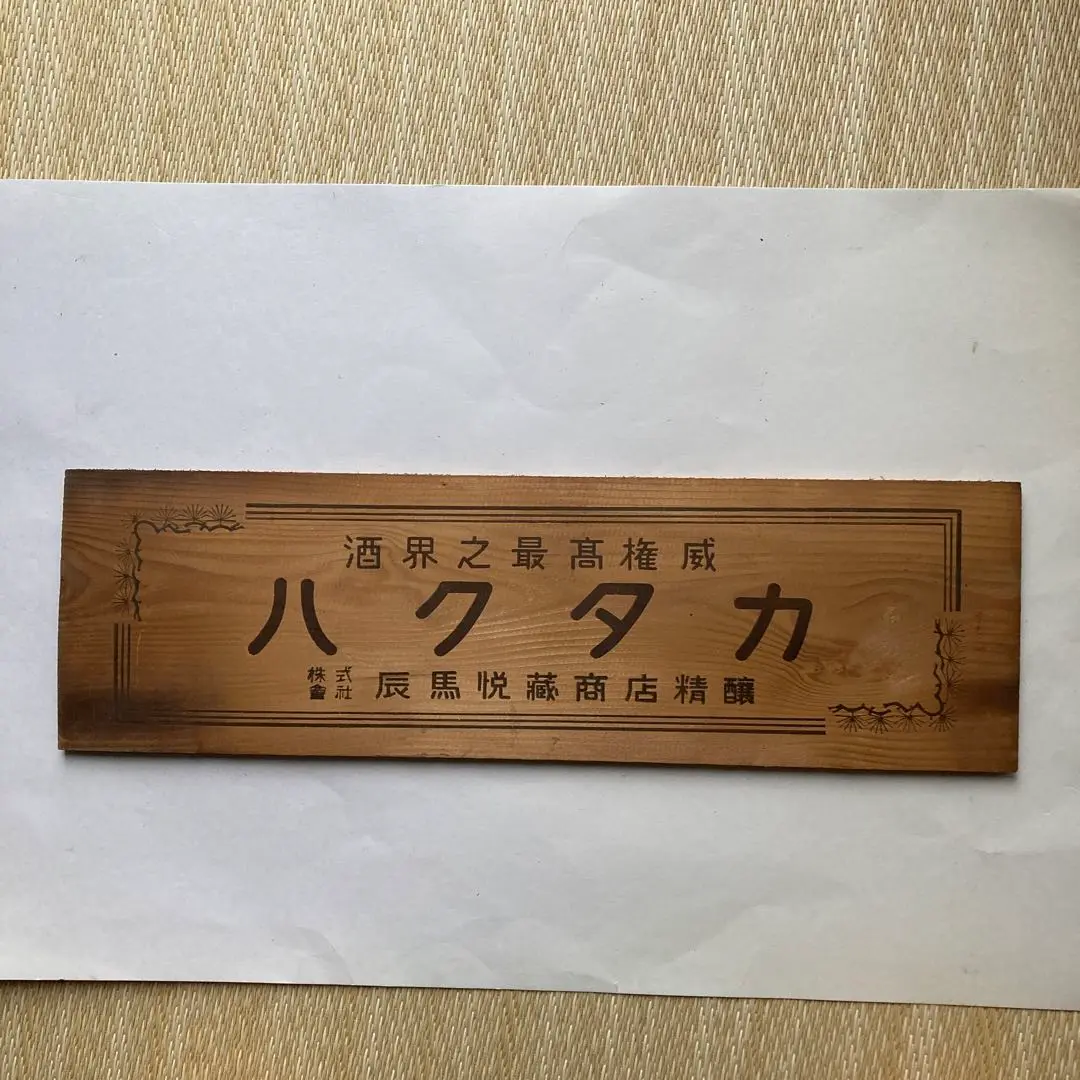 酒界之最髙権威
ハクタカ
株式會社 辰馬悦藏商店精釀